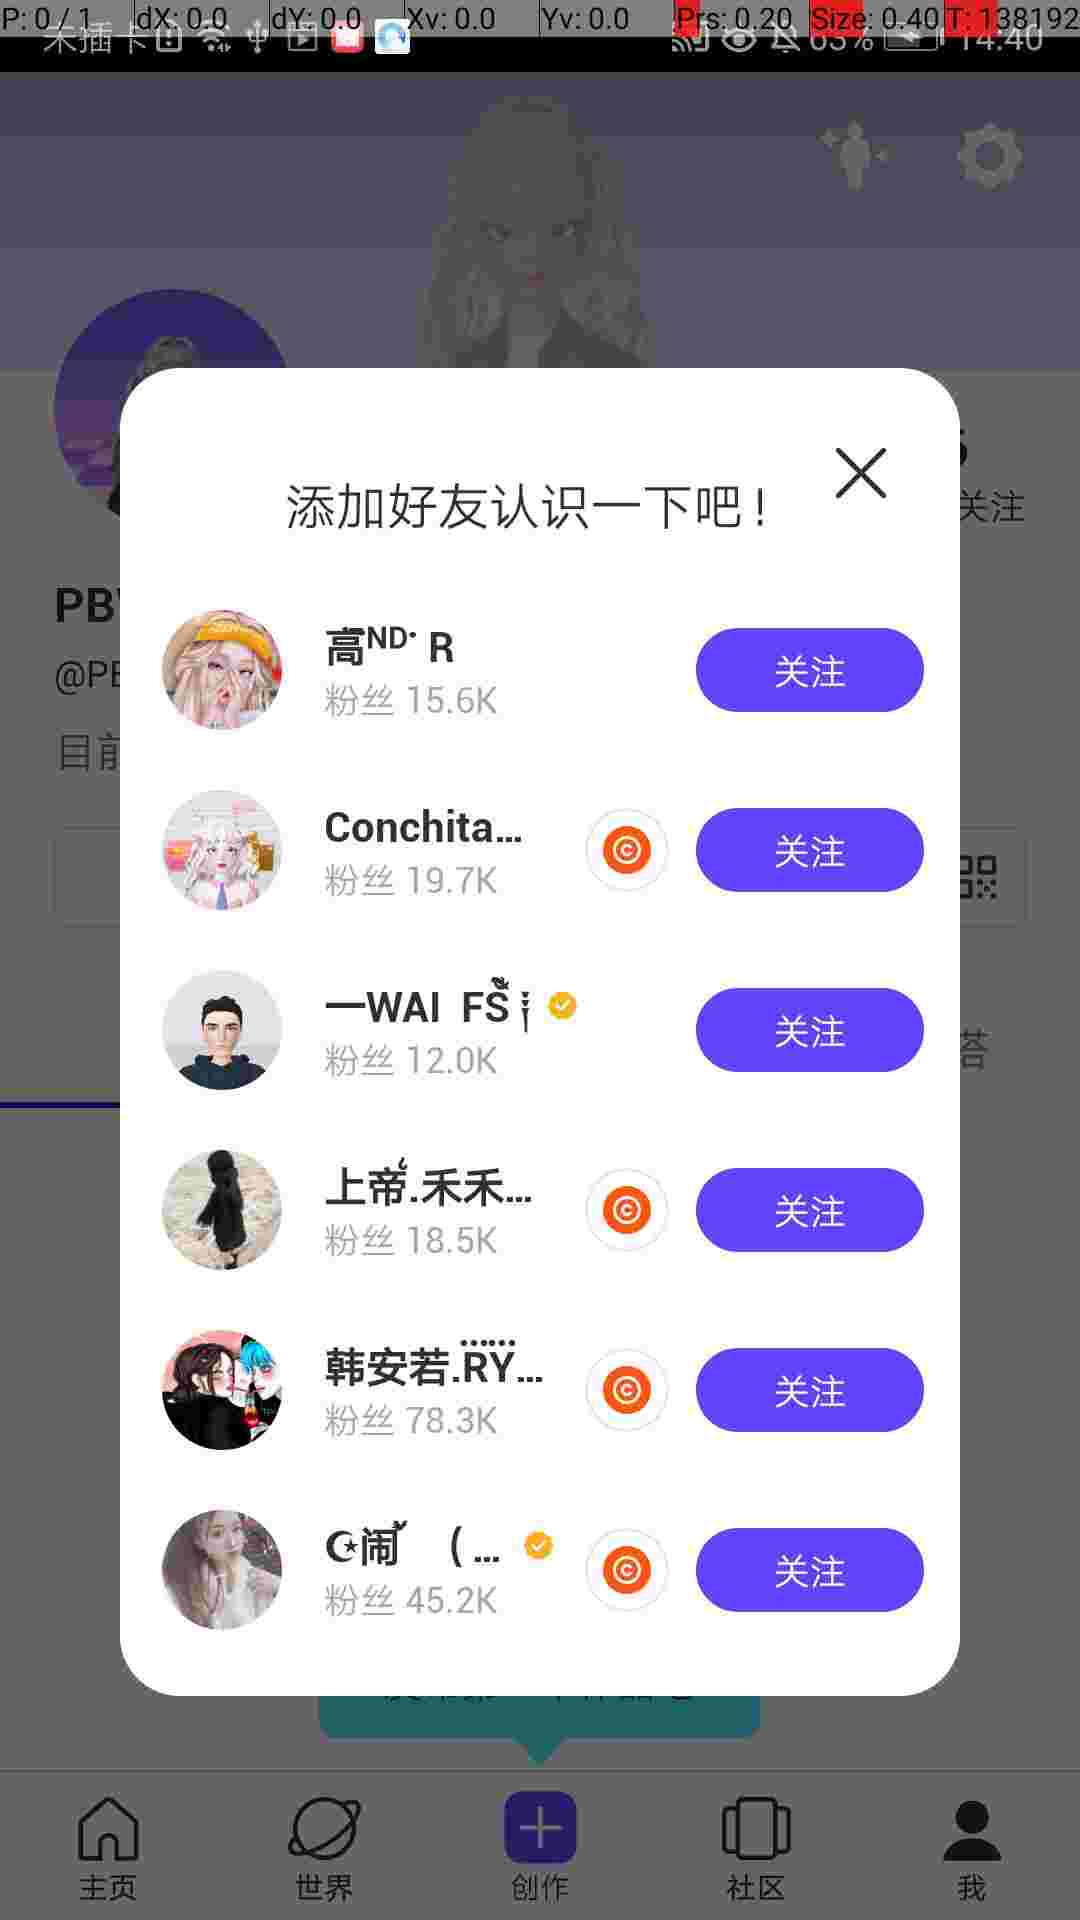 P: 0 / 1 dX: 0.0 dY: 0.0 Xv: 0.0 Yv: 0.0 Prs: 0.20 Size: 0.40 T: 138192
未插卡 63% 14:40
关注
添加好友认识一下吧!
@PB
目前
高ᴺᴰ· R
粉丝 15.6K
关注
Conchita...
粉丝 19.7K
关注
一WAI FS
粉丝 12.0K
关注
上帝.禾禾...
粉丝 18.5K
关注
韩安若.RY...
粉丝 78.3K
关注
☪闹 ( ...
粉丝 45.2K
关注
主页
世界
创作
社区
我